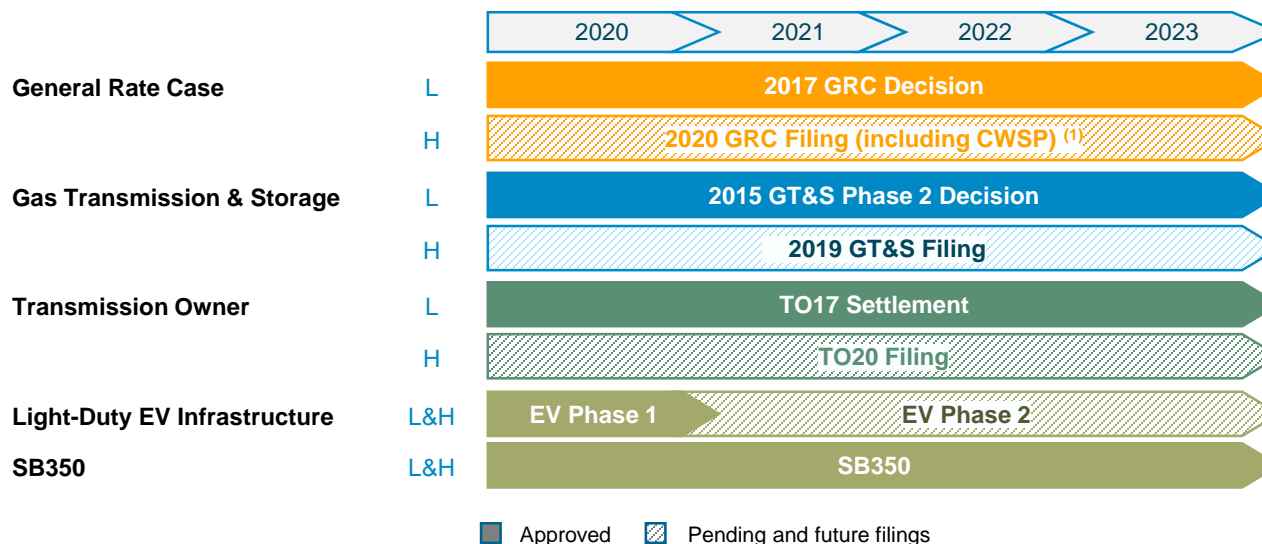 2020 2021 2022 2023
General Rate Case L 2017 GRC Decision
H 2020 GRC Filing (including CWSP) (1)
Gas Transmission & Storage L 2015 GT&S Phase 2 Decision
H 2019 GT&S Filing
Transmission Owner L TO17 Settlement
H TO20 Filing
Light-Duty EV Infrastructure L&H EV Phase 1 EV Phase 2
SB350 L&H SB350
Approved Pending and future filings